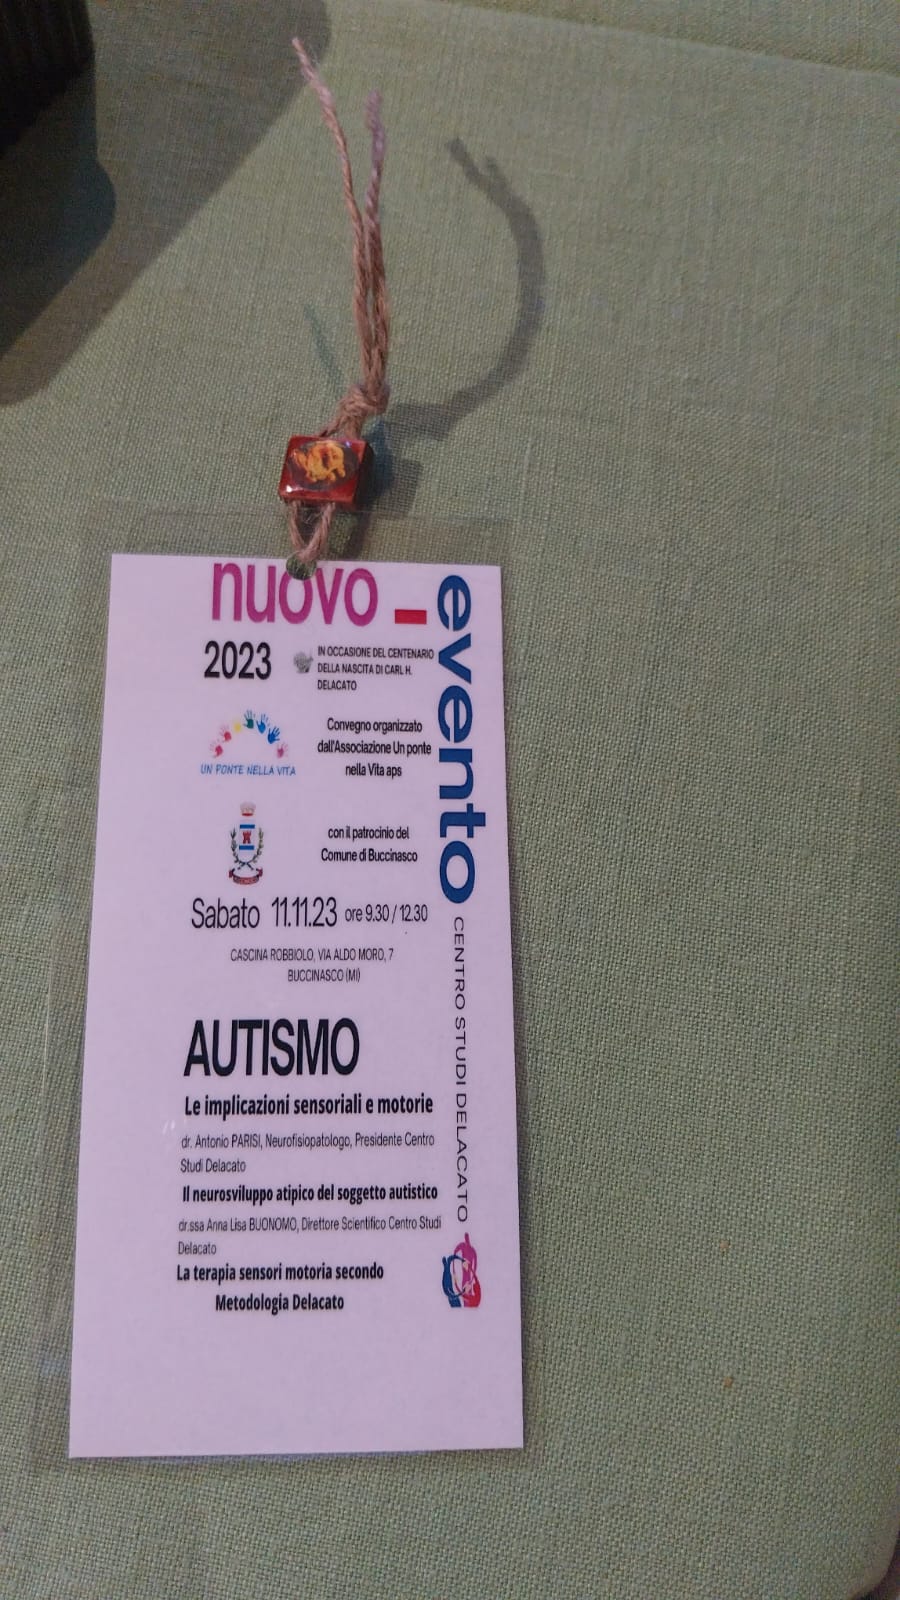 nuovo_
evento
2023
IN OCCASIONE DEL CENTENARIO
DELLA NASCITA DI CARL H.
DELACATO
UN PONTE NELLA VITA
Convegno organizzato
dall'Associazione Un ponte
nella Vita aps
con il patrocinio del
Comune di Buccinasco
Sabato 11.11.23 ore 9.30 / 12.30
CASCINA ROBBIOLO, VIA ALDO MORO, 7
BUCCINASCO (MI)
CENTRO STUDI DELACATO
AUTISMO
Le implicazioni sensoriali e motorie
dr. Antonio PARISI, Neurofisiopatologo, Presidente Centro
Studi Delacato
Il neurosviluppo atipico del soggetto autistico
dr.ssa Anna Lisa BUONOMO, Direttore Scientifico Centro Studi
Delacato
La terapia sensori motoria secondo
Metodologia Delacato